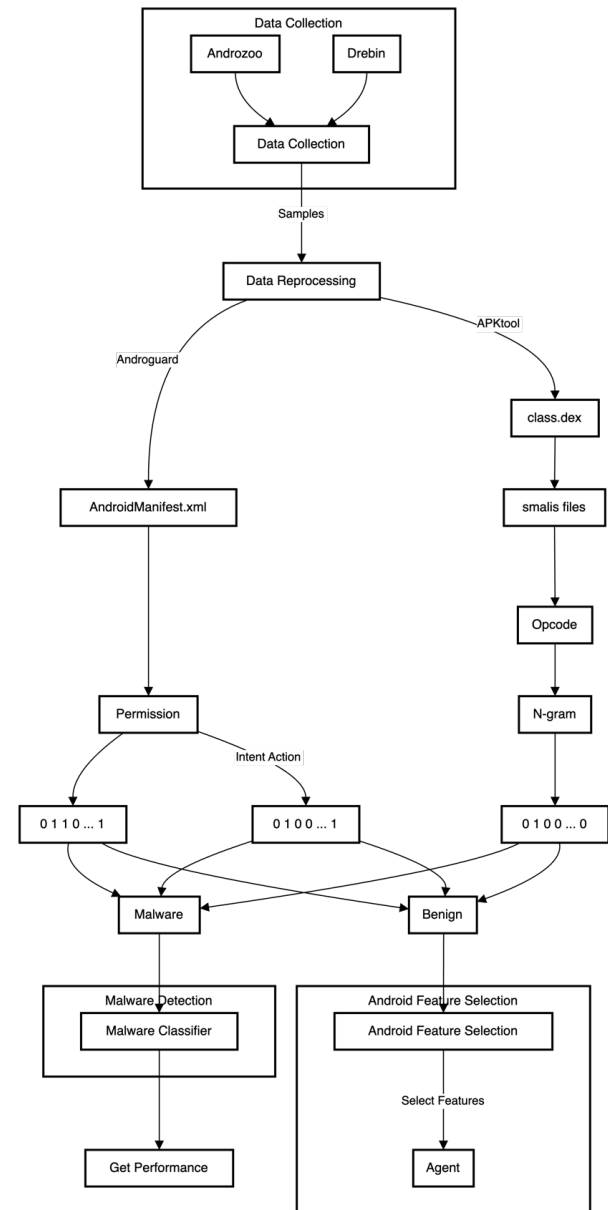 Data Collection
Androzoo
Drebin
Data Collection
Samples
Data Reprocessing
APKtool
Androguard
class.dex
AndroidManifest.xml
smalis files
Opcode
Permission
N-gram
Intent Action
0 1 1 0 ... 1
0 1 0 0 ... 1
0 1 0 0 ... 0
Malware
Benign
Malware Detection
Android Feature Selection
Malware Classifier
Android Feature Selection
Select Features
Get Performance
Agent